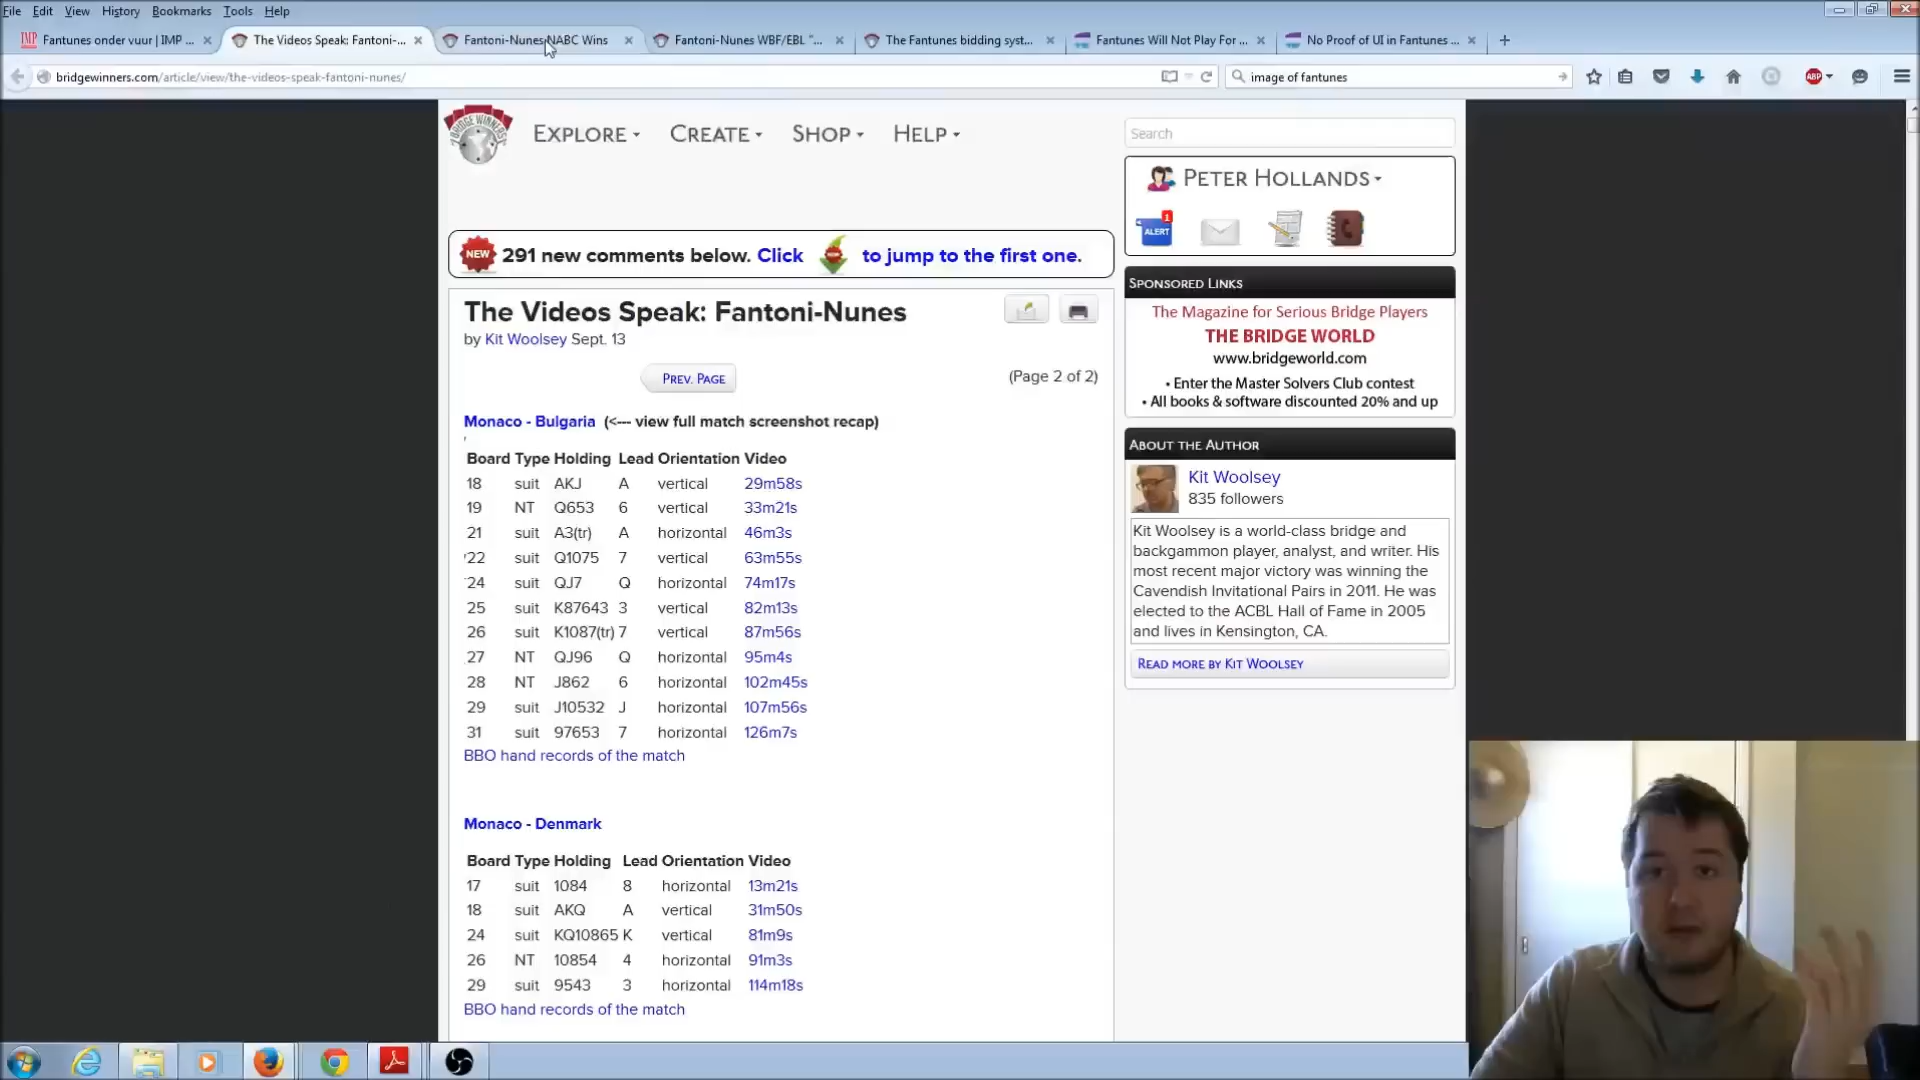 File Edit View History Bookmarks Tools Help
Fantunes onder vuur | IMP ... The Videos Speak: Fantoni-... Fantoni-Nunes NABC Wins Fantoni-Nunes WBF/EBL "... The Fantunes bidding syst... Fantunes Will Not Play For ... No Proof of UI in Fantunes ...
bridgewinners.com/article/view/the-videos-speak-fantoni-nunes/ image of fantunes ABP
BRIDGE WINNERS EXPLORE CREATE SHOP HELP Search
PETER HOLLANDS
ALERT 1
NEW 291 new comments below. Click to jump to the first one.
The Videos Speak: Fantoni-Nunes
by Kit Woolsey Sept. 13
PREV. PAGE (Page 2 of 2)
Monaco - Bulgaria (<--- view full match screenshot recap)
Board Type Holding Lead Orientation Video
18 suit AKJ A vertical 29m58s
19 NT Q653 6 vertical 33m21s
21 suit A3(tr) A horizontal 46m3s
22 suit Q1075 7 vertical 63m55s
24 suit QJ7 Q horizontal 74m17s
25 suit K87643 3 vertical 82m13s
26 suit K1087(tr) 7 vertical 87m56s
27 NT QJ96 Q horizontal 95m4s
28 NT J862 6 horizontal 102m45s
29 suit J10532 J horizontal 107m56s
31 suit 97653 7 horizontal 126m7s
BBO hand records of the match
Monaco - Denmark
Board Type Holding Lead Orientation Video
17 suit 1084 8 horizontal 13m21s
18 suit AKQ A vertical 31m50s
24 suit KQ10865 K vertical 81m9s
26 NT 10854 4 horizontal 91m3s
29 suit 9543 3 horizontal 114m18s
BBO hand records of the match
SPONSORED LINKS
The Magazine for Serious Bridge Players
THE BRIDGE WORLD
www.bridgeworld.com
• Enter the Master Solvers Club contest
• All books & software discounted 20% and up
ABOUT THE AUTHOR
Kit Woolsey
835 followers
Kit Woolsey is a world-class bridge and
backgammon player, analyst, and writer. His
most recent major victory was winning the
Cavendish Invitational Pairs in 2011. He was
elected to the ACBL Hall of Fame in 2005
and lives in Kensington, CA.
READ MORE BY KIT WOOLSEY